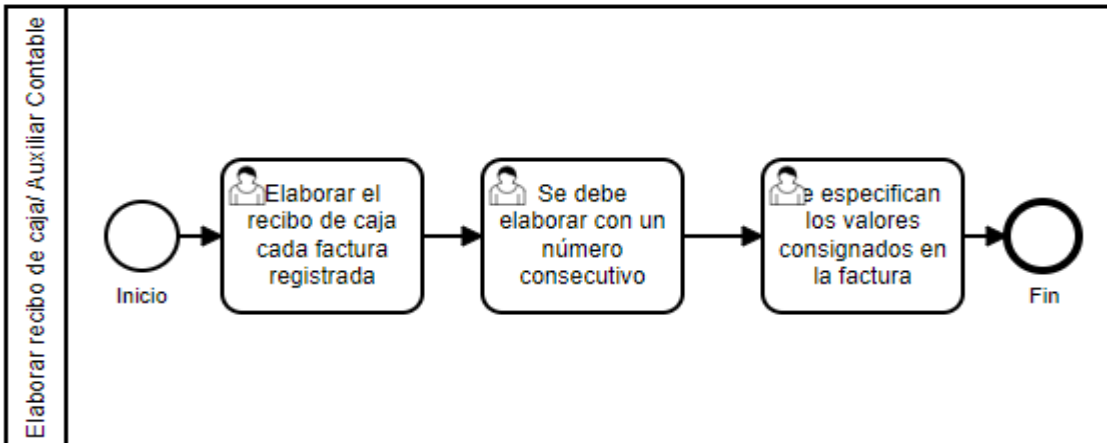 Elaborar recibo de caja/ Auxiliar Contable
Inicio
Elaborar el
recibo de caja
cada factura
registrada
Se debe
elaborar con un
número
consecutivo
e especifican
los valores
consignados en
la factura
Fin